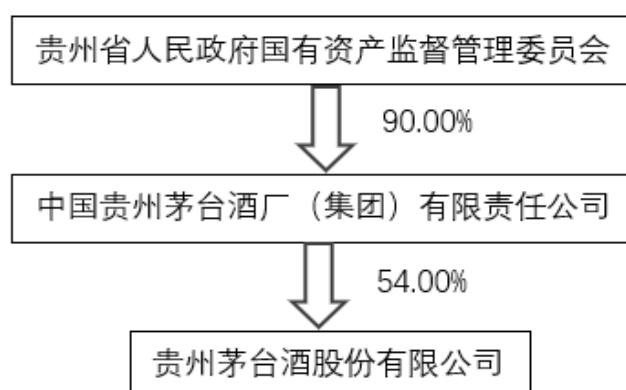 贵州省人民政府国有资产监督管理委员会
90.00%
中国贵州茅台酒厂（集团）有限责任公司
54.00%
贵州茅台酒股份有限公司